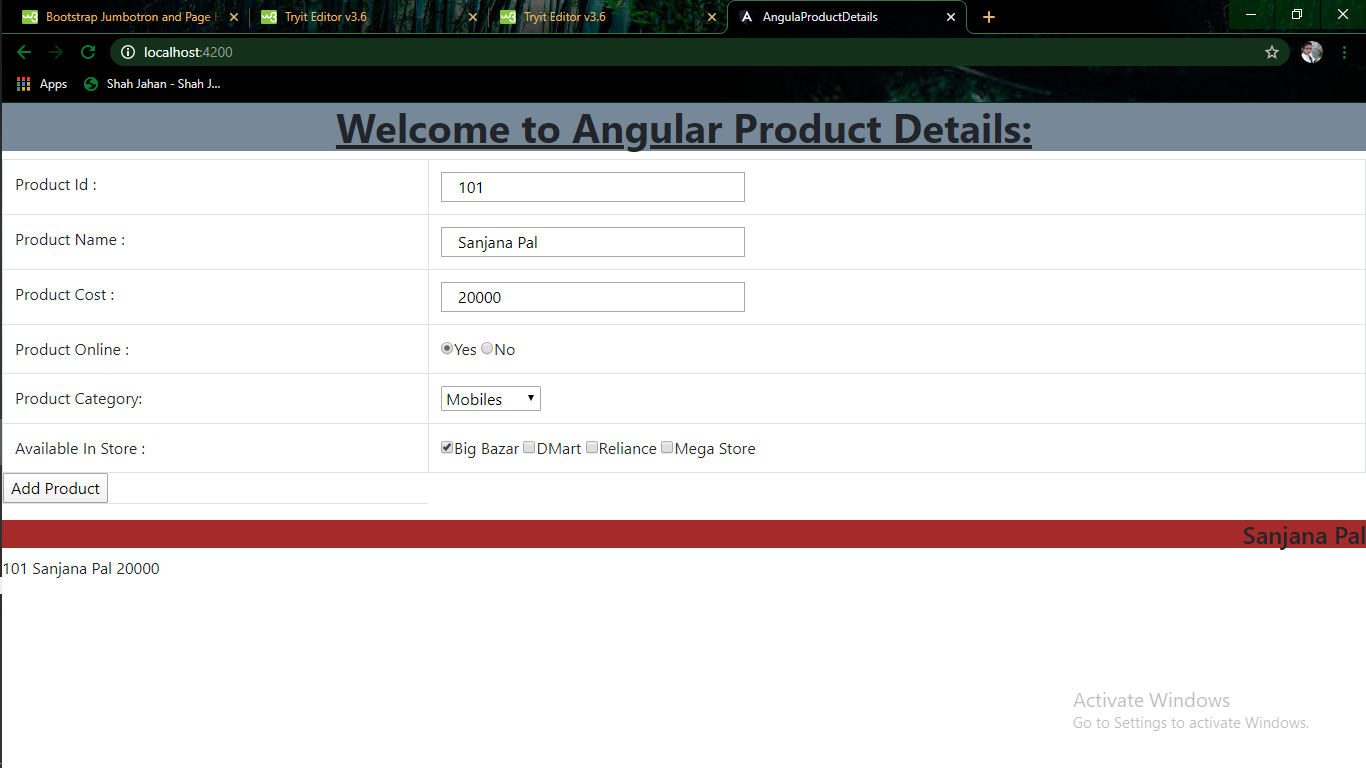 Bootstrap Jumbotron and Page H
Tryit Editor v3.6
Tryit Editor v3.6
AngulaProductDetails
localhost:4200
Apps
Shah Jahan - Shah J...
Welcome to Angular Product Details:
Product Id :
101
Product Name :
Sanjana Pal
Product Cost :
20000
Product Online :
Yes No
Product Category:
Mobiles
Available In Store :
Big Bazar DMart Reliance Mega Store
Add Product
Sanjana Pal
101 Sanjana Pal 20000
Activate Windows
Go to Settings to activate Windows.